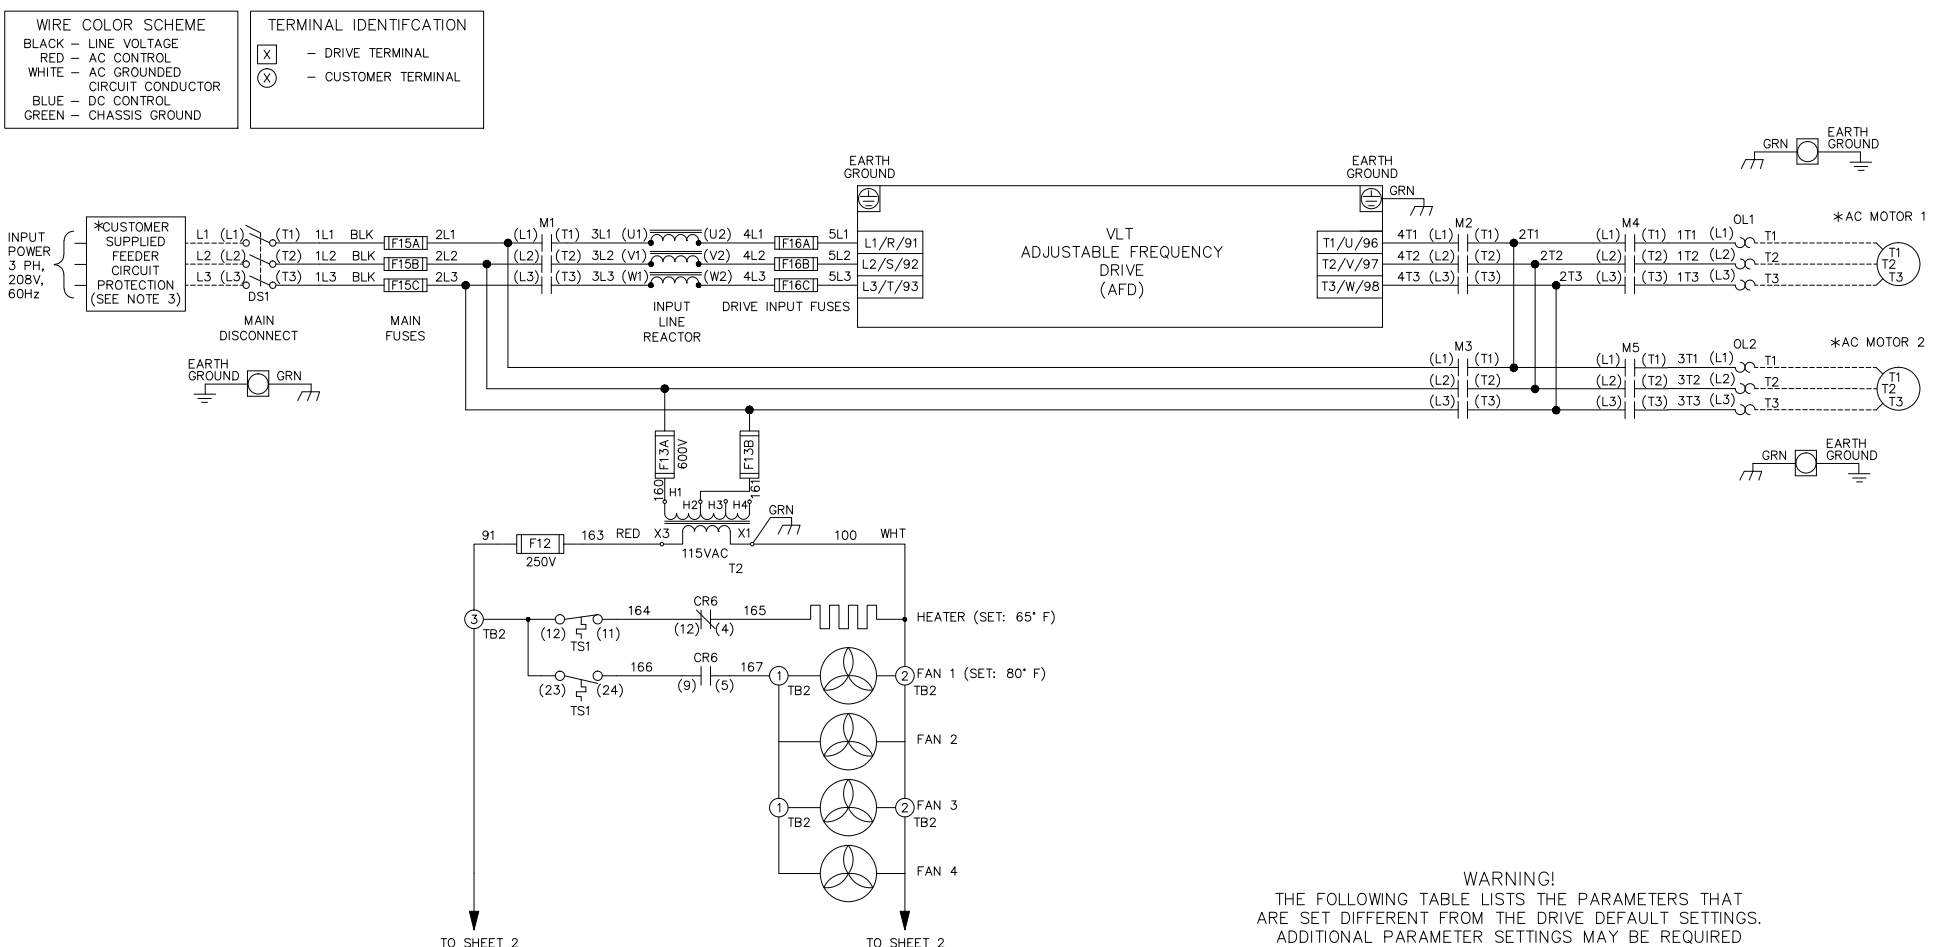 WIRE COLOR SCHEME
BLACK – LINE VOLTAGE
RED – AC CONTROL
WHITE – AC GROUNDED
CIRCUIT CONDUCTOR
BLUE – DC CONTROL
GREEN – CHASSIS GROUND
TERMINAL IDENTIFCATION
X – DRIVE TERMINAL
X – CUSTOMER TERMINAL
INPUT
POWER
3 PH,
208V,
60Hz
*CUSTOMER
SUPPLIED
FEEDER
CIRCUIT
PROTECTION
(SEE NOTE 3)
L1 (L1) (T1) 1L1 BLK F15A 2L1 (L1) M1 (T1) 3L1 (U1) (U2) 4L1 F16A 5L1 L1/R/91
L2 (L2) (T2) 1L2 BLK F15B 2L2 (L2) (T2) 3L2 (V1) (V2) 4L2 F16B 5L2 L2/S/92
L3 (L3) (T3) 1L3 BLK F15C 2L3 (L3) (T3) 3L3 (W1) (W2) 4L3 F16C 5L3 L3/T/93
DS1
MAIN
DISCONNECT
MAIN
FUSES
INPUT
LINE
REACTOR
DRIVE INPUT FUSES
EARTH
GROUND
GRN
EARTH
GROUND
VLT
ADJUSTABLE FREQUENCY
DRIVE
(AFD)
EARTH
GROUND
GRN
T1/U/96 4T1 (L1) M2 (T1) 2T1 (L1) M4 (T1) 1T1 (L1) OL1 T1
T2/V/97 4T2 (L2) (T2) 2T2 (L2) (T2) 1T2 (L2) T2
T3/W/98 4T3 (L3) (T3) 2T3 (L3) (T3) 1T3 (L3) T3
GRN
EARTH
GROUND
*AC MOTOR 1
T1
T2
T3
M3 M5 OL2
(L1) (T1) (L1) (T1) 3T1 (L1) T1
(L2) (T2) (L2) (T2) 3T2 (L2) T2
(L3) (T3) (L3) (T3) 3T3 (L3) T3
*AC MOTOR 2
T1
T2
T3
GRN
EARTH
GROUND
F13A
600V
F13B
160
161
H1
H2 H3 H4
GRN
91 F12 163 RED X3 X1 100 WHT
250V
115VAC
T2
3
TB2
(12) (11)
TS1
164
CR6
(12) (4)
165
HEATER (SET: 65° F)
(23) (24)
TS1
166
CR6
(9) (5)
167
1
TB2
2
TB2
FAN 1 (SET: 80° F)
FAN 2
1
TB2
2
TB2
FAN 3
FAN 4
TO SHEET 2
TO SHEET 2
WARNING!
THE FOLLOWING TABLE LISTS THE PARAMETERS THAT
ARE SET DIFFERENT FROM THE DRIVE DEFAULT SETTINGS.
ADDITIONAL PARAMETER SETTINGS MAY BE REQUIRED